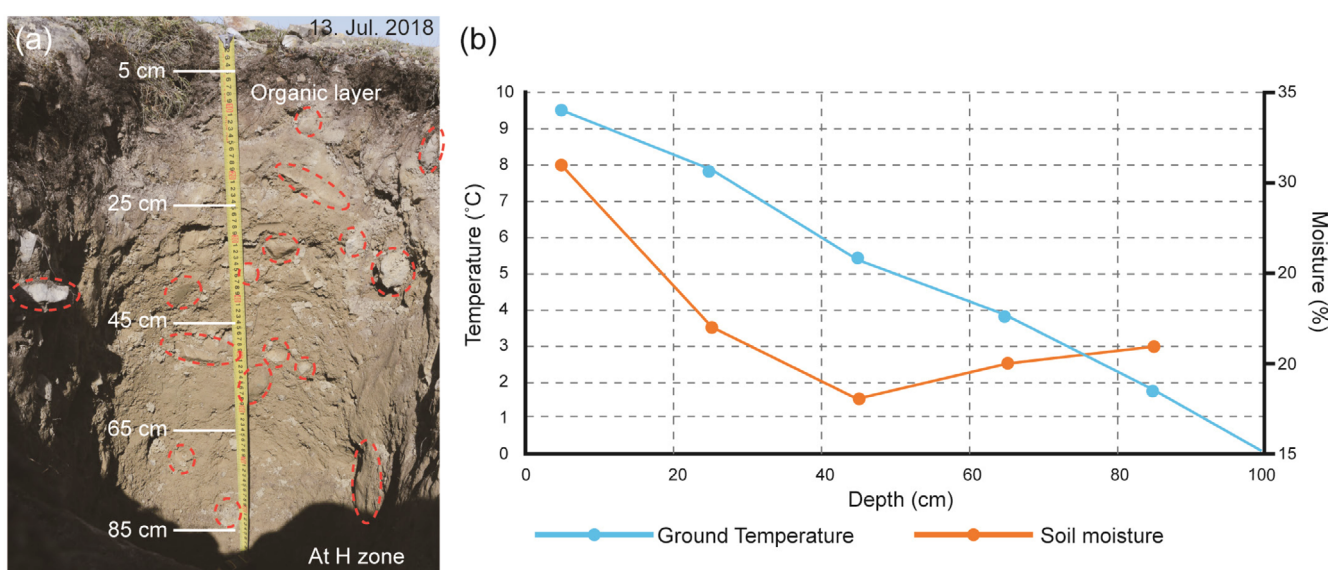 (a)
13. Jul. 2018
5 cm
Organic layer
25 cm
45 cm
65 cm
85 cm
At H zone
(b)
10
9
8
7
6
5
4
3
2
1
0
Temperature (°C)
35
30
20
20
15
Moisture (%)
0
20
40
60
80
100
Depth (cm)
Ground Temperature
Soil moisture